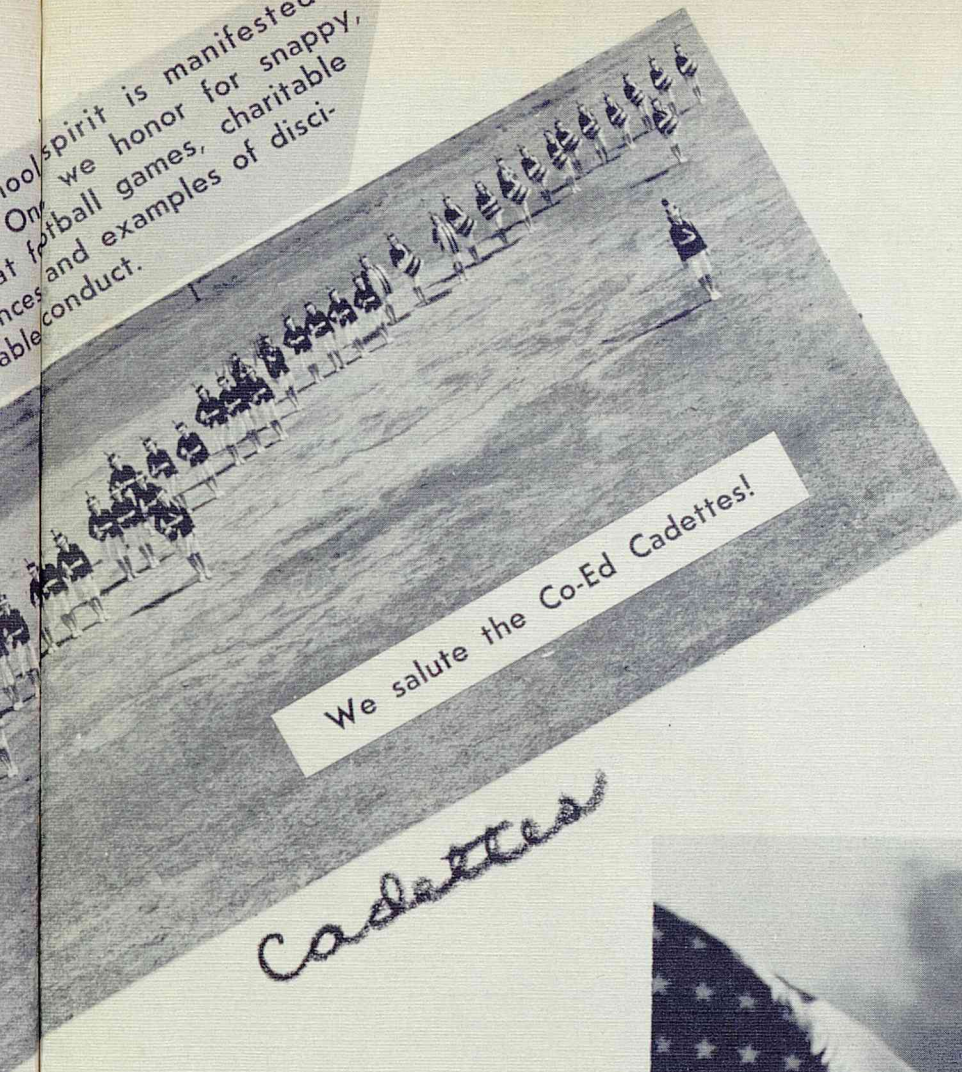 spirit is manifested
On, we honor for snappy,
at football games, charitable
and examples of disci-
able conduct.
We salute the Co-Ed Cadettes!
Cadettes